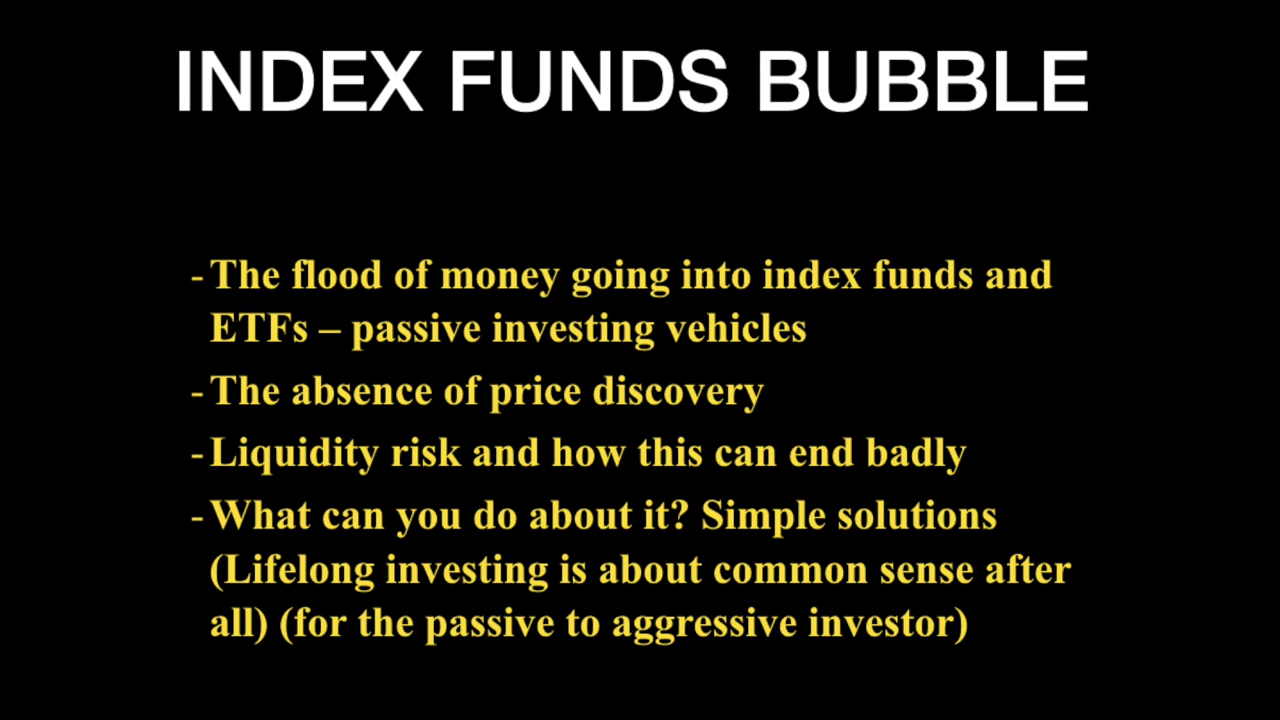 INDEX FUNDS BUBBLE
- The flood of money going into index funds and
ETFs – passive investing vehicles
- The absence of price discovery
- Liquidity risk and how this can end badly
- What can you do about it? Simple solutions
(Lifelong investing is about common sense after
all) (for the passive to aggressive investor)